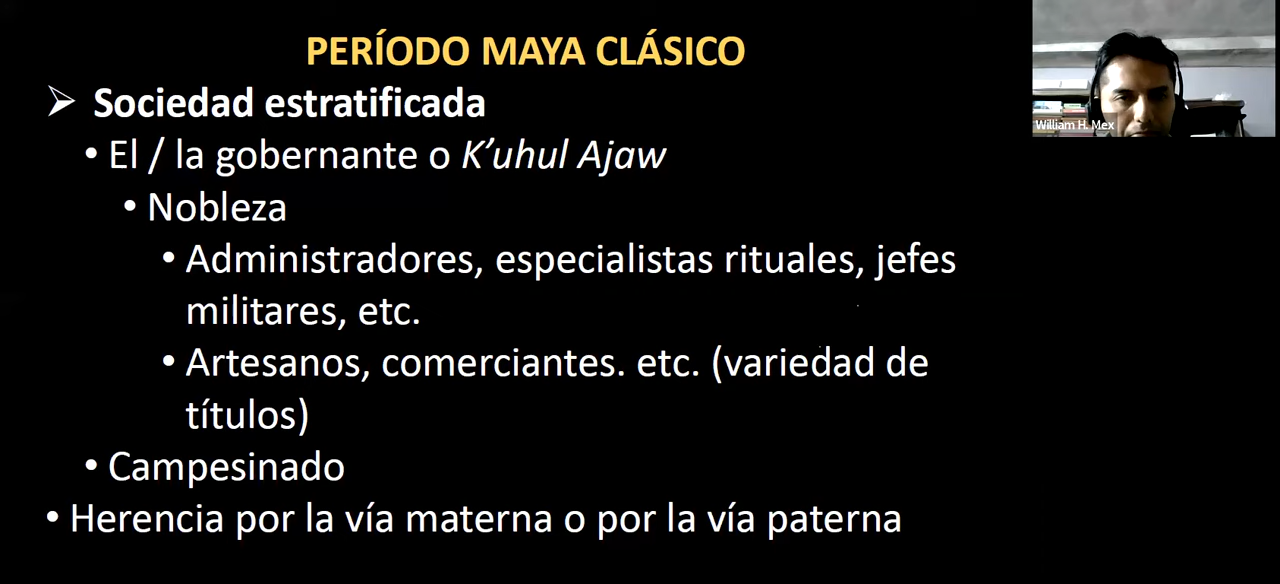 PERÍODO MAYA CLÁSICO
➢ Sociedad estratificada
• El / la gobernante o K’uhul Ajaw
• Nobleza
• Administradores, especialistas rituales, jefes
militares, etc.
• Artesanos, comerciantes. etc. (variedad de
títulos)
• Campesinado
• Herencia por la vía materna o por la vía paterna
William H. Mex